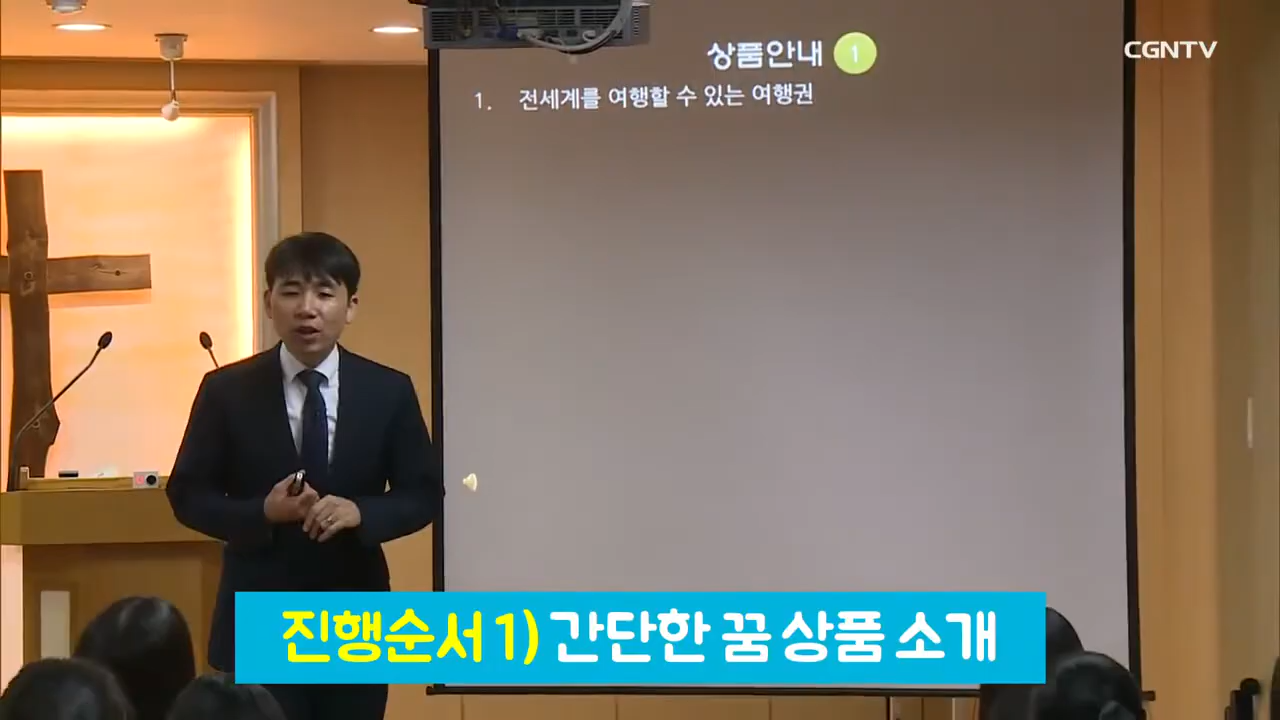 CGNTV
상품안내 1
1. 전세계를 여행할 수 있는 여행권
진행순서 1) 간단한 꿈 상품 소개